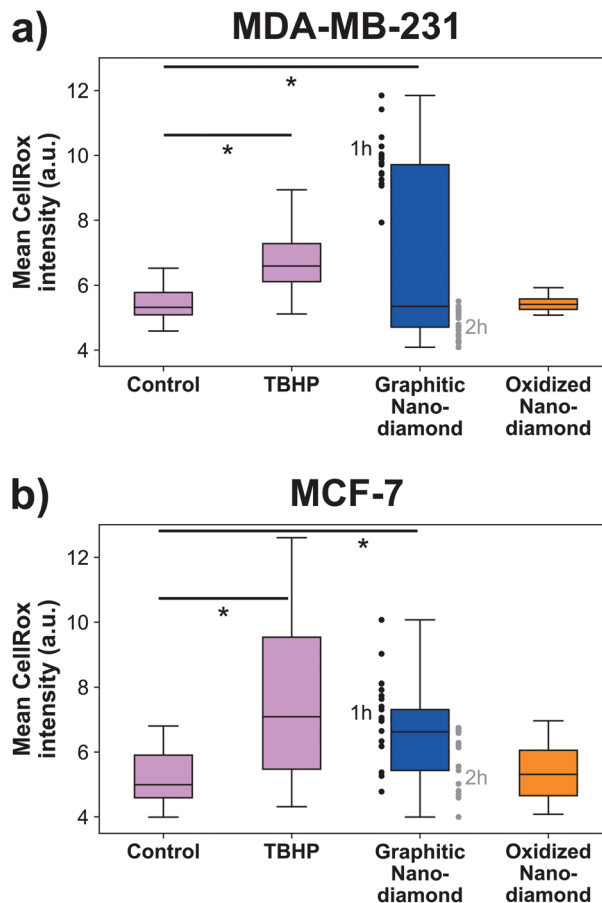 a) MDA-MB-231
Mean CellRox
intensity (a.u.)
12
10
8
6
4
*
*
1h
2h
Control
TBHP
Graphitic
Nano-
diamond
Oxidized
Nano-
diamond
b) MCF-7
Mean CellRox
intensity (a.u.)
12
10
8
6
4
*
*
1h
2h
Control
TBHP
Graphitic
Nano-
diamond
Oxidized
Nano-
diamond